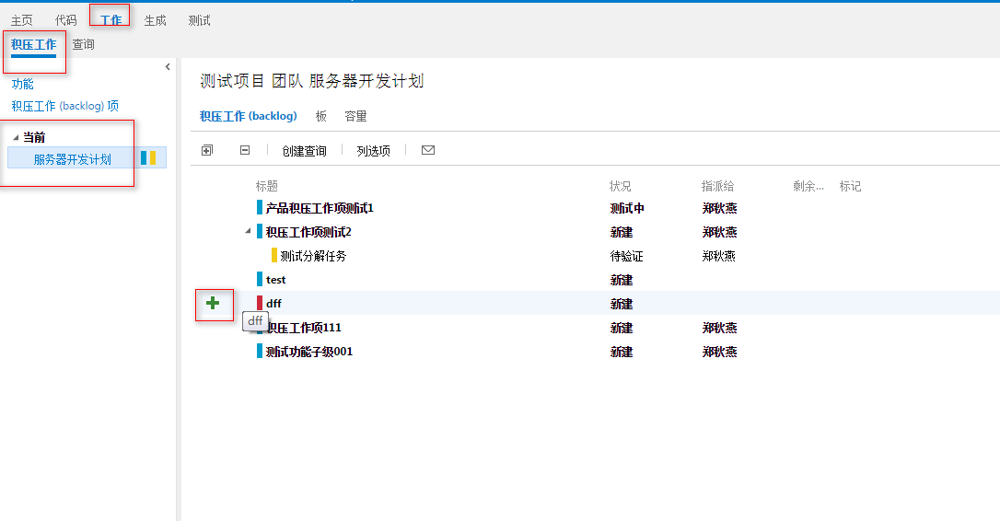 主页 代码 工作 生成 测试
积压工作 查询
功能
积压工作 (backlog) 项
当前
服务器开发计划
测试项目 团队 服务器开发计划
积压工作 (backlog) 板 容量
创建查询 列选项
标题 状况 指派给 剩余... 标记
产品积压工作项测试1 测试中 郑秋燕
积压工作项测试2 新建 郑秋燕
测试分解任务 待验证 郑秋燕
test 新建
dff 新建
dff
积压工作项111 新建 郑秋燕
测试功能子级001 新建 郑秋燕